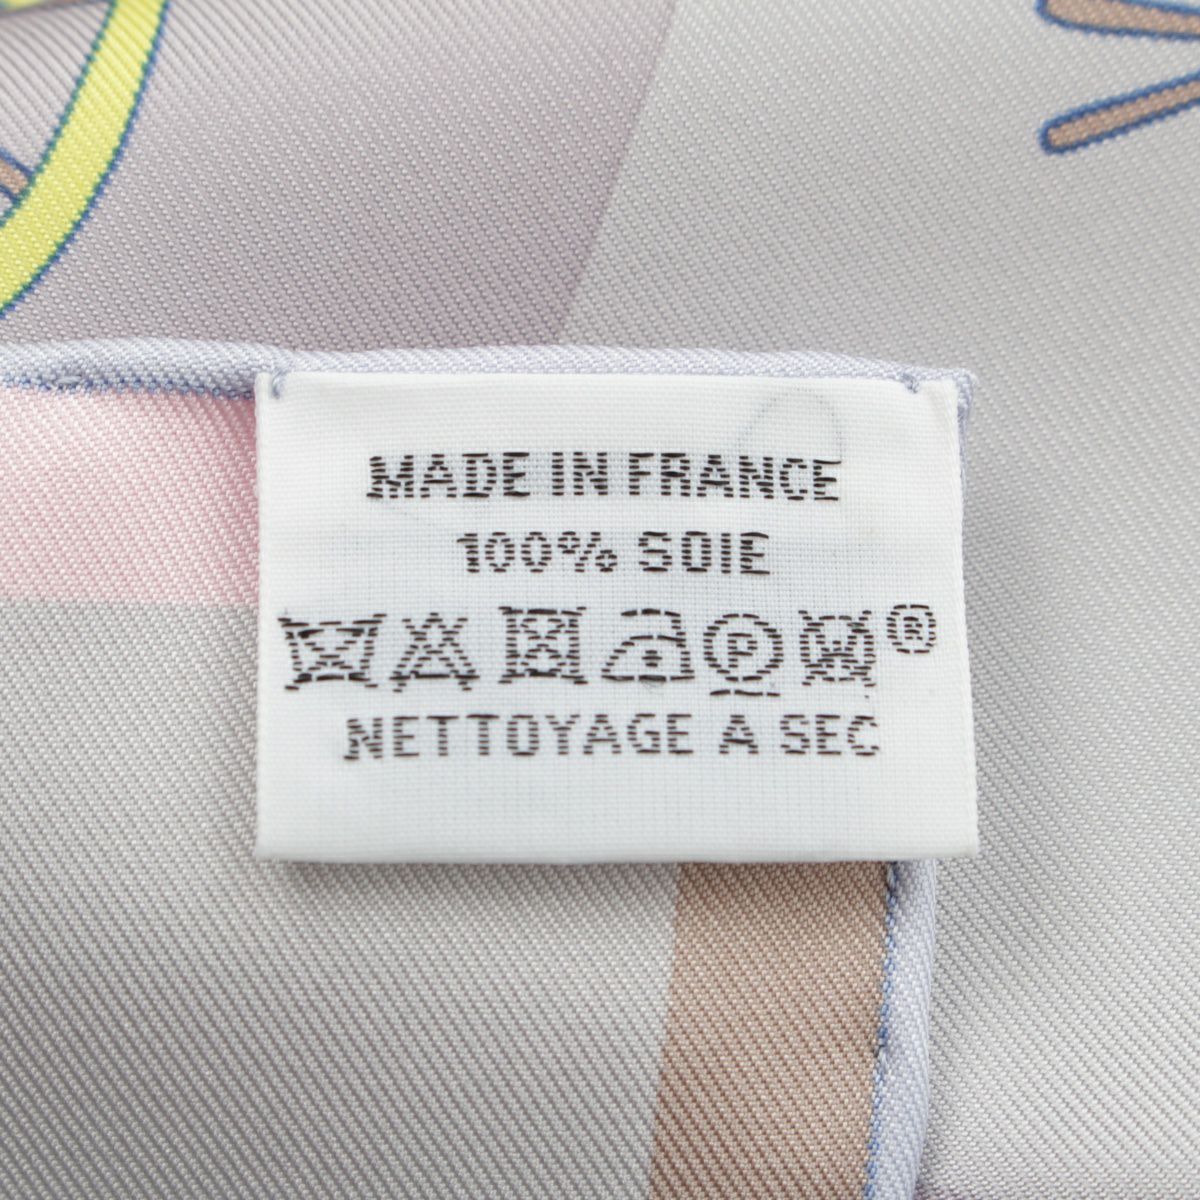 MADE IN FRANCE
100% SOIE
P W ®
NETTOYAGE A SEC